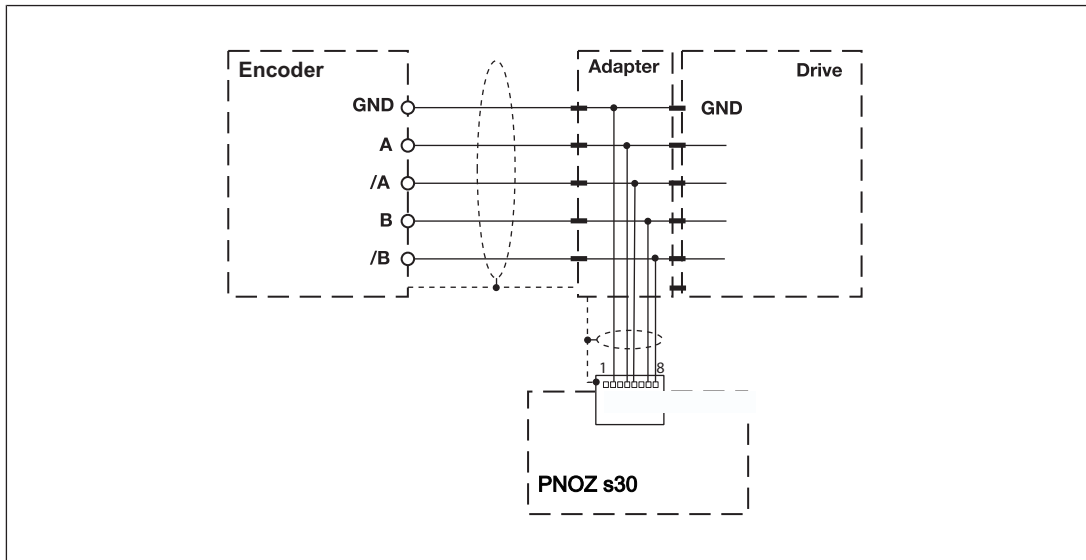 Encoder
Adapter
Drive
GND
GND
A
/A
B
/B
1
8
PNOZ s30